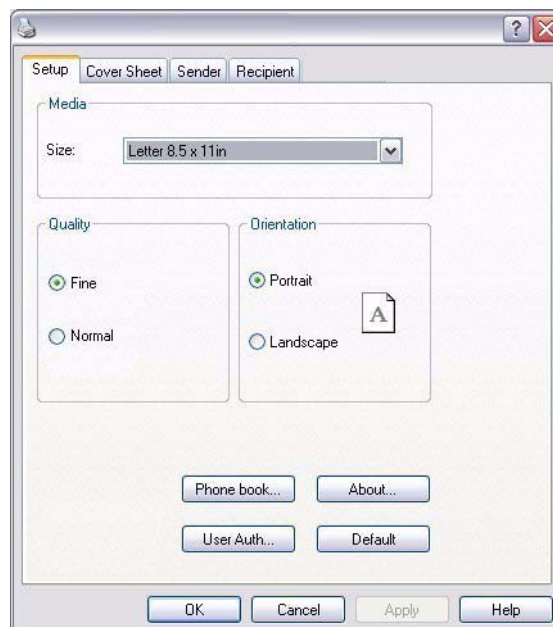 Setup Cover Sheet Sender Recipient
Media
Size: Letter 8.5 x 11in
Quality
Fine
Normal
Orientation
Portrait
A
Landscape
Phone book... About...
User Auth... Default
OK Cancel Apply Help